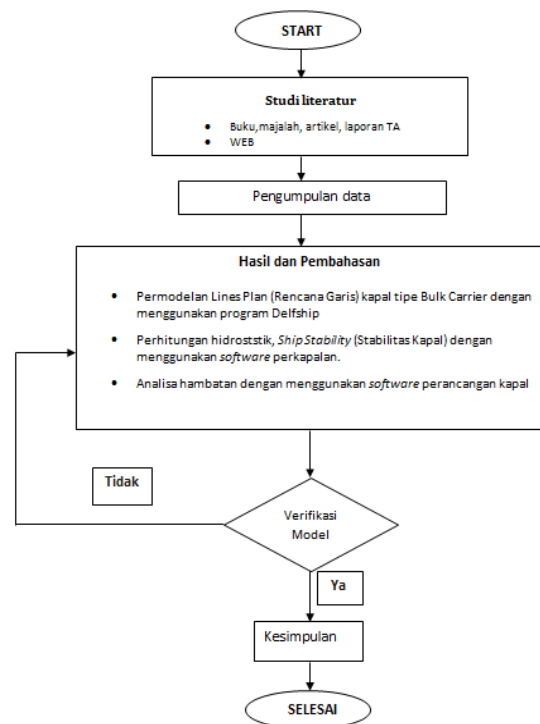 START
Studi literatur
• Buku,majalah, artikel, laporan TA
• WEB
Pengumpulan data
Hasil dan Pembahasan
• Permodelan Lines Plan (Rencana Garis) kapal tipe Bulk Carrier dengan
menggunakan program Delfship
• Perhitungan hidroststik, Ship Stability (Stabilitas Kapal) dengan
menggunakan software perkapalan.
• Analisa hambatan dengan menggunakan software perancangan kapal
Tidak
Verifikasi
Model
Ya
Kesimpulan
SELESAI